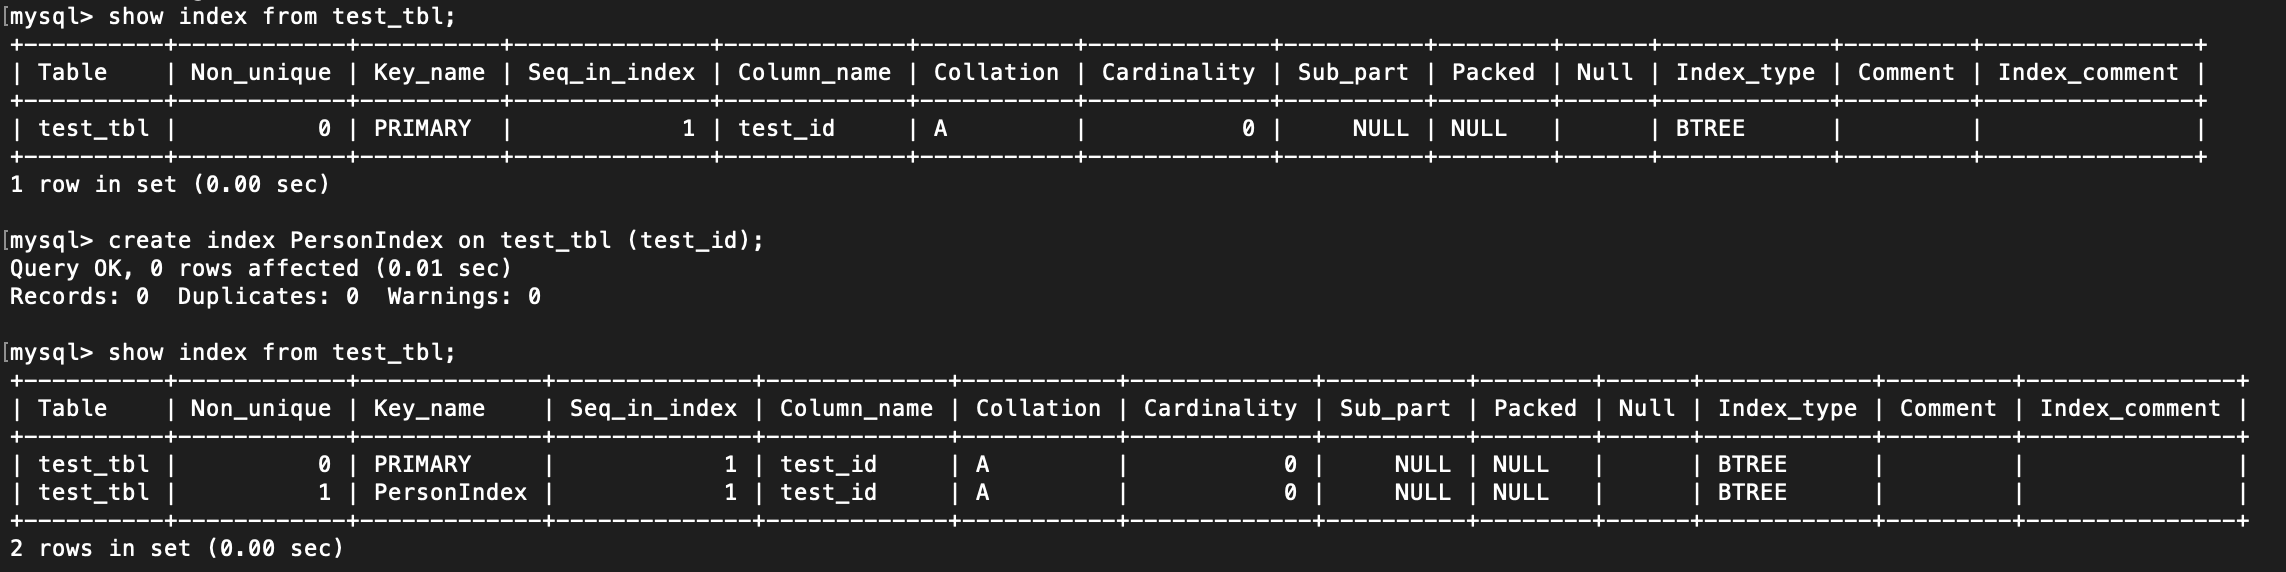 [mysql> show index from test_tbl;
+----------+------------+----------+--------------+-------------+-----------+-------------+----------+--------+------+------------+---------+---------------+
| Table    | Non_unique | Key_name | Seq_in_index | Column_name | Collation | Cardinality | Sub_part | Packed | Null | Index_type | Comment | Index_comment |
+----------+------------+----------+--------------+-------------+-----------+-------------+----------+--------+------+------------+---------+---------------+
| test_tbl |          0 | PRIMARY  |            1 | test_id     | A         |           0 |     NULL | NULL   |      | BTREE      |         |               |
+----------+------------+----------+--------------+-------------+-----------+-------------+----------+--------+------+------------+---------+---------------+
1 row in set (0.00 sec)

[mysql> create index PersonIndex on test_tbl (test_id);
Query OK, 0 rows affected (0.01 sec)
Records: 0  Duplicates: 0  Warnings: 0

[mysql> show index from test_tbl;
+----------+------------+-------------+--------------+-------------+-----------+-------------+----------+--------+------+------------+---------+---------------+
| Table    | Non_unique | Key_name    | Seq_in_index | Column_name | Collation | Cardinality | Sub_part | Packed | Null | Index_type | Comment | Index_comment |
+----------+------------+-------------+--------------+-------------+-----------+-------------+----------+--------+------+------------+---------+---------------+
| test_tbl |          0 | PRIMARY     |            1 | test_id     | A         |           0 |     NULL | NULL   |      | BTREE      |         |               |
| test_tbl |          1 | PersonIndex |            1 | test_id     | A         |           0 |     NULL | NULL   |      | BTREE      |         |               |
+----------+------------+-------------+--------------+-------------+-----------+-------------+----------+--------+------+------------+---------+---------------+
2 rows in set (0.00 sec)